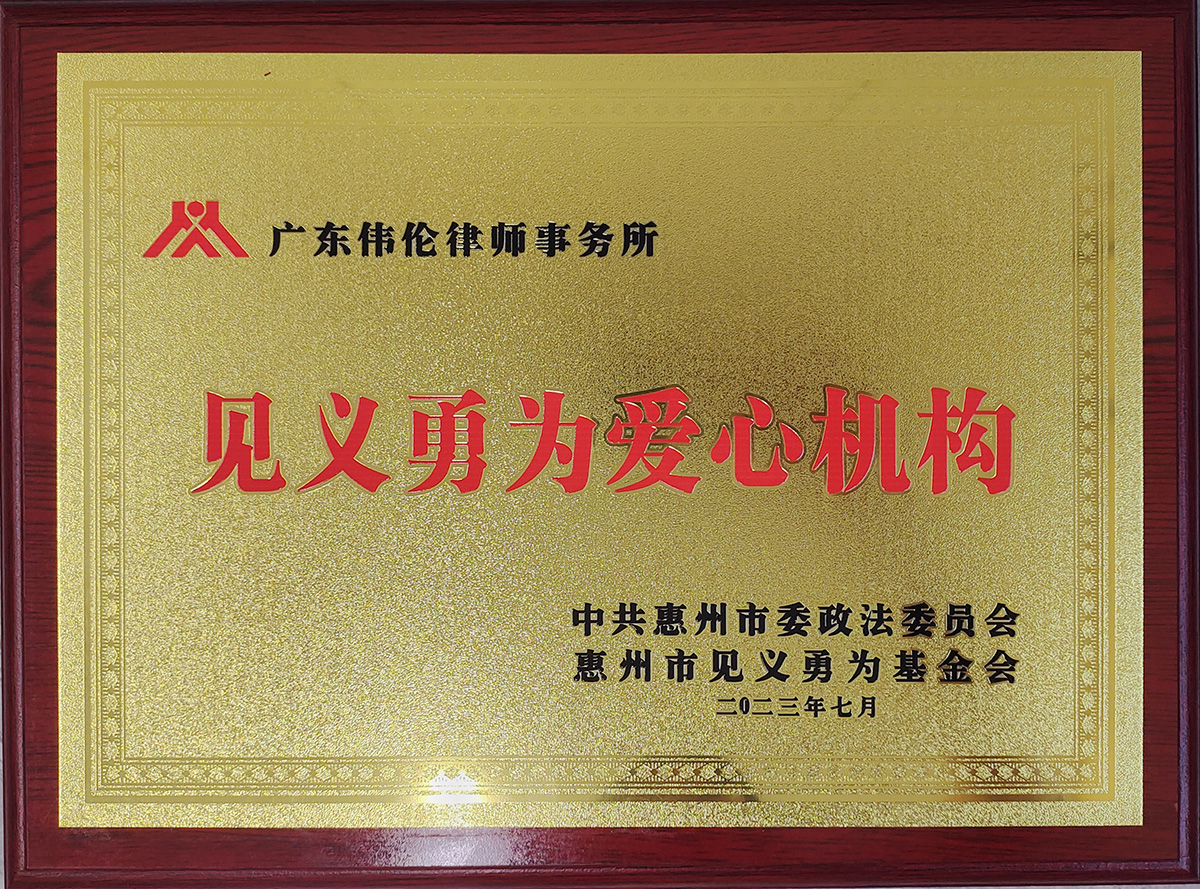 广东伟伦律师事务所
见义勇为爱心机构
中共惠州市委政法委员会
惠州市见义勇为基金会
二0二三年七月